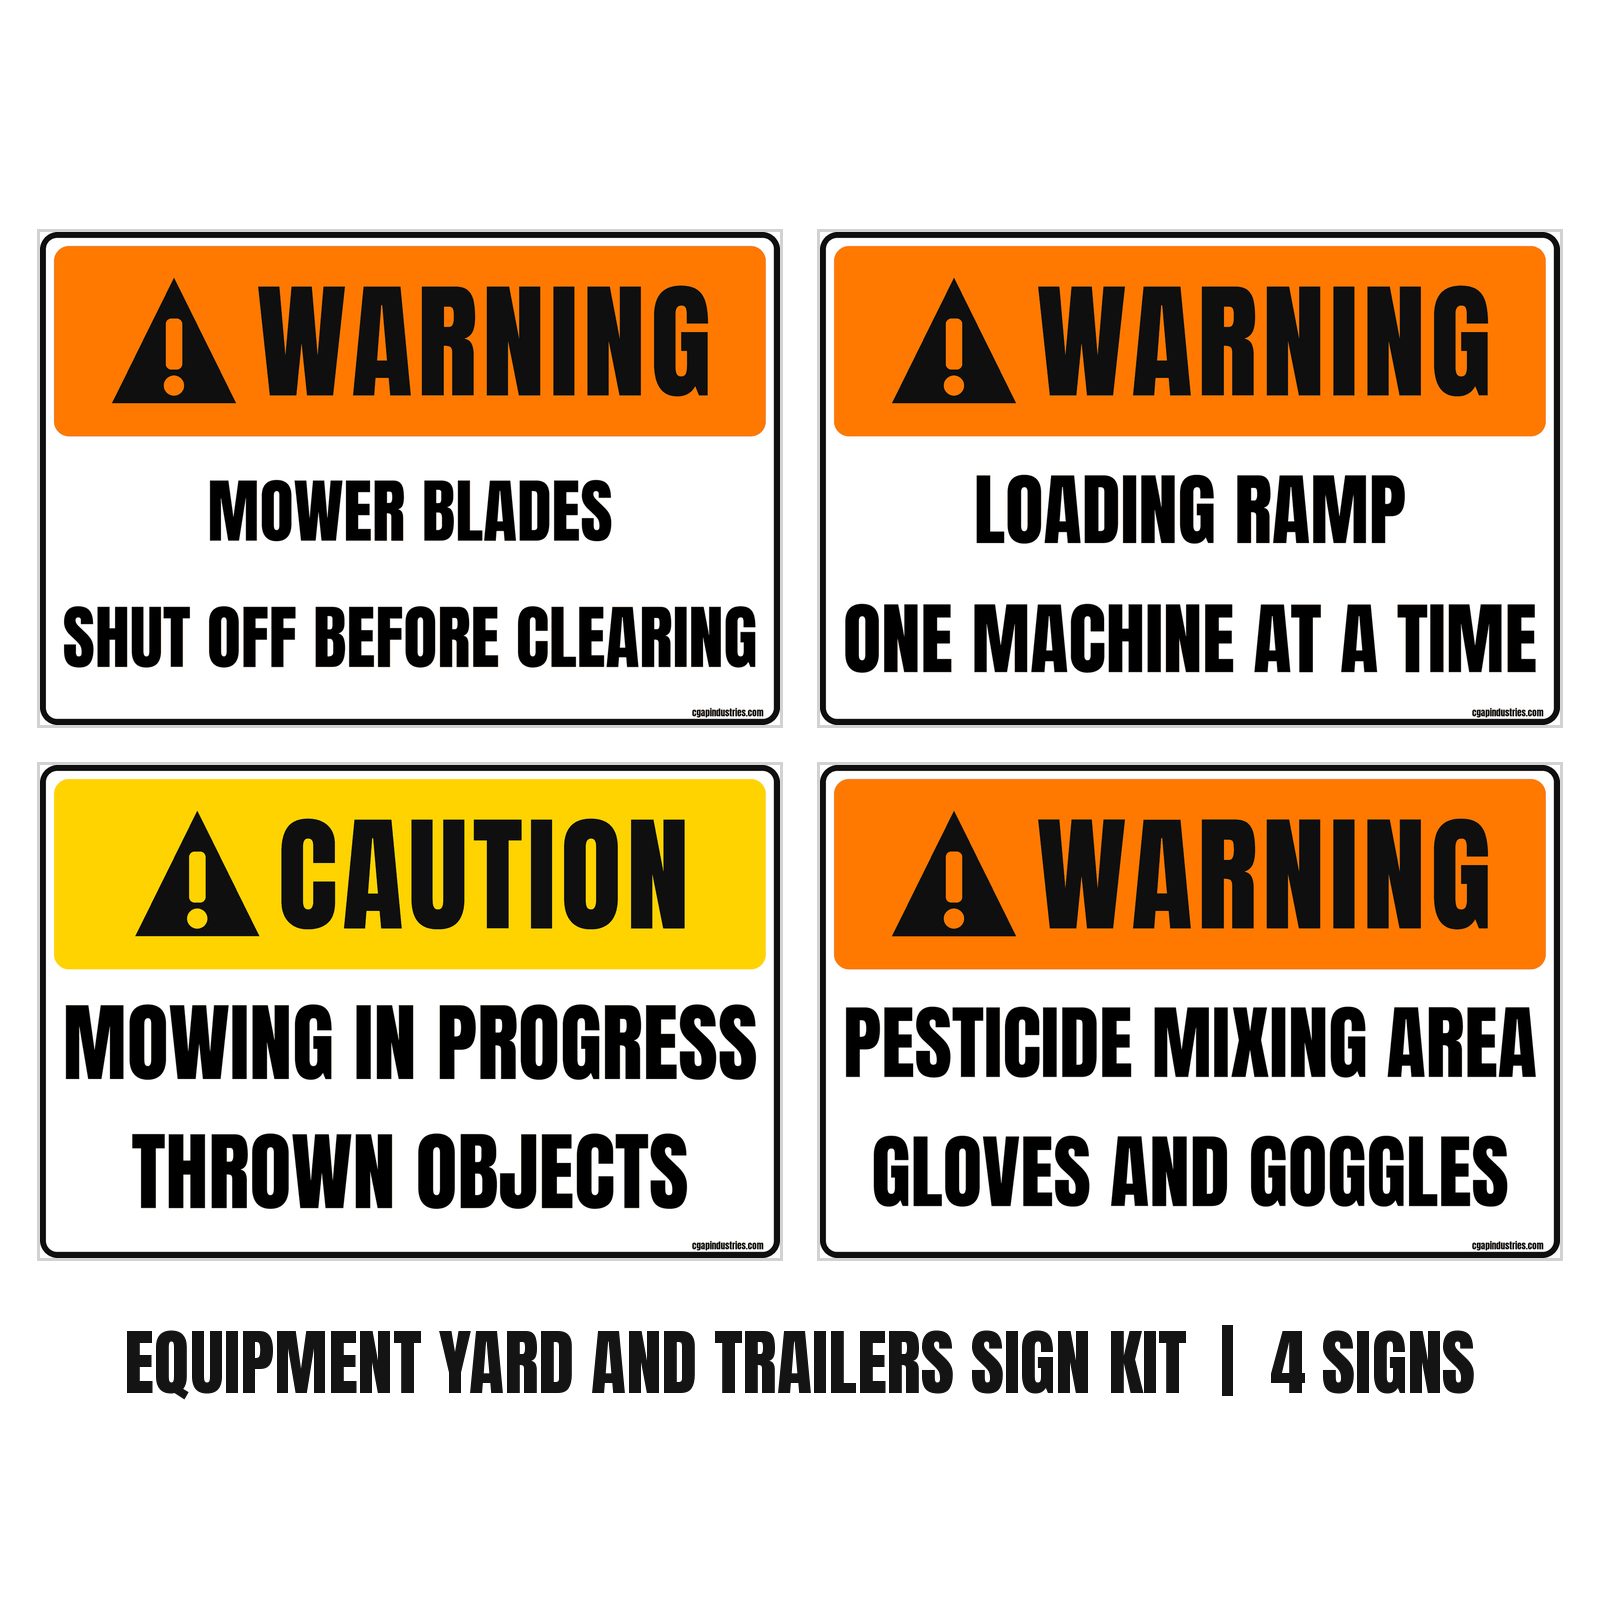 WARNING
MOWER BLADES
SHUT OFF BEFORE CLEARING
cgapindustries.com
WARNING
LOADING RAMP
ONE MACHINE AT A TIME
cgapindustries.com
CAUTION
MOWING IN PROGRESS
THROWN OBJECTS
cgapindustries.com
WARNING
PESTICIDE MIXING AREA
GLOVES AND GOGGLES
cgapindustries.com
EQUIPMENT YARD AND TRAILERS SIGN KIT | 4 SIGNS